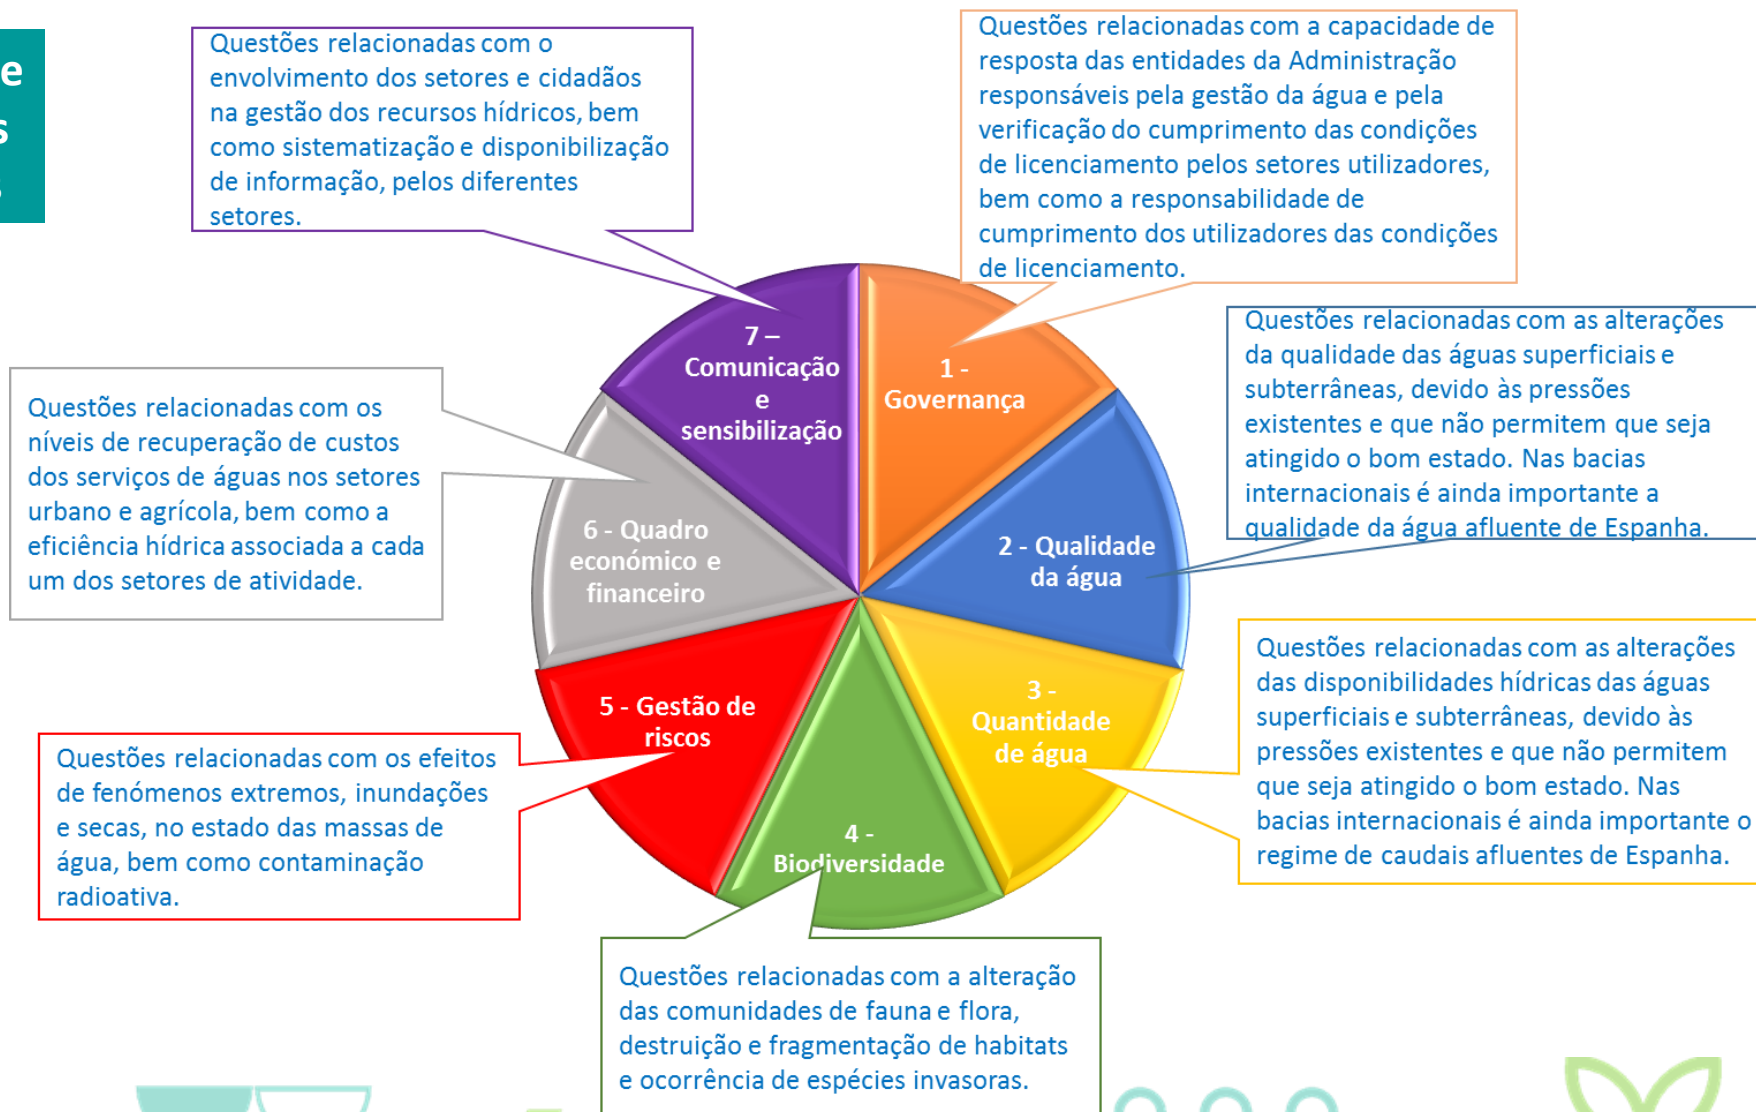 e
s
s
Questões relacionadas com o
envolvimento dos setores e cidadãos
na gestão dos recursos hídricos, bem
como sistematização e disponibilização
de informação, pelos diferentes
setores.
Questões relacionadas com a capacidade de
resposta das entidades da Administração
responsáveis pela gestão da água e pela
verificação do cumprimento das condições
de licenciamento pelos setores utilizadores,
bem como a responsabilidade de
cumprimento dos utilizadores das condições
de licenciamento.
Questões relacionadas com as alterações
da qualidade das águas superficiais e
subterrâneas, devido às pressões
existentes e que não permitem que seja
atingido o bom estado. Nas bacias
internacionais é ainda importante a
qualidade da água afluente de Espanha.
Questões relacionadas com os
níveis de recuperação de custos
dos serviços de águas nos setores
urbano e agrícola, bem como a
eficiência hídrica associada a cada
um dos setores de atividade.
7 –
Comunicação
e
sensibilização
1 -
Governança
6 - Quadro
económico e
financeiro
2 - Qualidade
da água
5 - Gestão de
riscos
3 -
Quantidade
de água
4 -
Biodiversidade
Questões relacionadas com as alterações
das disponibilidades hídricas das águas
superficiais e subterrâneas, devido às
pressões existentes e que não permitem
que seja atingido o bom estado. Nas
bacias internacionais é ainda importante o
regime de caudais afluentes de Espanha.
Questões relacionadas com os efeitos
de fenómenos extremos, inundações
e secas, no estado das massas de
água, bem como contaminação
radioativa.
Questões relacionadas com a alteração
das comunidades de fauna e flora,
destruição e fragmentação de habitats
e ocorrência de espécies invasoras.